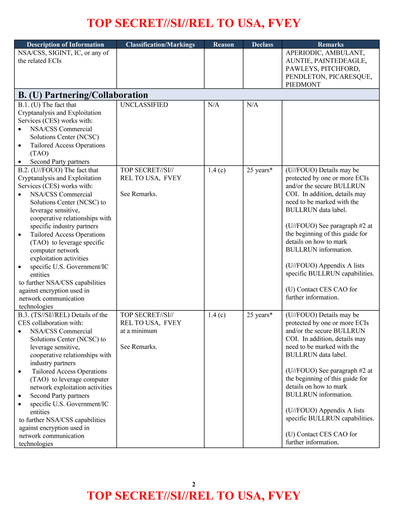 TOP SECRET//SI//REL TO USA, FVEY
Description of Information Classification/Markings Reason Declass Remarks
NSA/CSS, SIGINT, IC, or any of
the related ECIs
APERIODIC, AMBULANT,
AUNTIE, PAINTEDEAGLE,
PAWLEYS, PITCHFORD,
PENDLETON, PICARESQUE,
PIEDMONT
B. (U) Partnering/Collaboration
B.1. (U) The fact that
Cryptanalysis and Exploitation
Services (CES) works with:
• NSA/CSS Commercial
Solutions Center (NCSC)
• Tailored Access Operations
(TAO)
• Second Party partners
UNCLASSIFIED
N/A
N/A
B.2. (U//FOUO) The fact that
Cryptanalysis and Exploitation
Services (CES) works with:
• NSA/CSS Commercial
Solutions Center (NCSC) to
leverage sensitive,
cooperative relationships with
specific industry partners
• Tailored Access Operations
(TAO) to leverage specific
computer network
exploitation activities
• specific U.S. Government/IC
entities
to further NSA/CSS capabilities
against encryption used in
network communication
technologies
TOP SECRET//SI//
REL TO USA, FVEY
See Remarks.
1.4 (c)
25 years*
(U//FOUO) Details may be
protected by one or more ECIs
and/or the secure BULLRUN
COI. In addition, details may
need to be marked with the
BULLRUN data label.
(U//FOUO) See paragraph #2 at
the beginning of this guide for
details on how to mark
BULLRUN information.
(U//FOUO) Appendix A lists
specific BULLRUN capabilities.
(U) Contact CES CAO for
further information.
B.3. (TS//SI//REL) Details of the
CES collaboration with:
• NSA/CSS Commercial
Solutions Center (NCSC) to
leverage sensitive,
cooperative relationships with
industry partners
• Tailored Access Operations
(TAO) to leverage computer
network exploitation activities
• Second Party partners
• specific U.S. Government/IC
entities
to further NSA/CSS capabilities
against encryption used in
network communication
technologies
TOP SECRET//SI//
REL TO USA, FVEY
at a minimum
See Remarks.
1.4 (c)
25 years*
(U//FOUO) Details may be
protected by one or more ECIs
and/or the secure BULLRUN
COI. In addition, details may
need to be marked with the
BULLRUN data label.
(U//FOUO) See paragraph #2 at
the beginning of this guide for
details on how to mark
BULLRUN information.
(U//FOUO) Appendix A lists
specific BULLRUN capabilities.
(U) Contact CES CAO for
further information.
2
TOP SECRET//SI//REL TO USA, FVEY